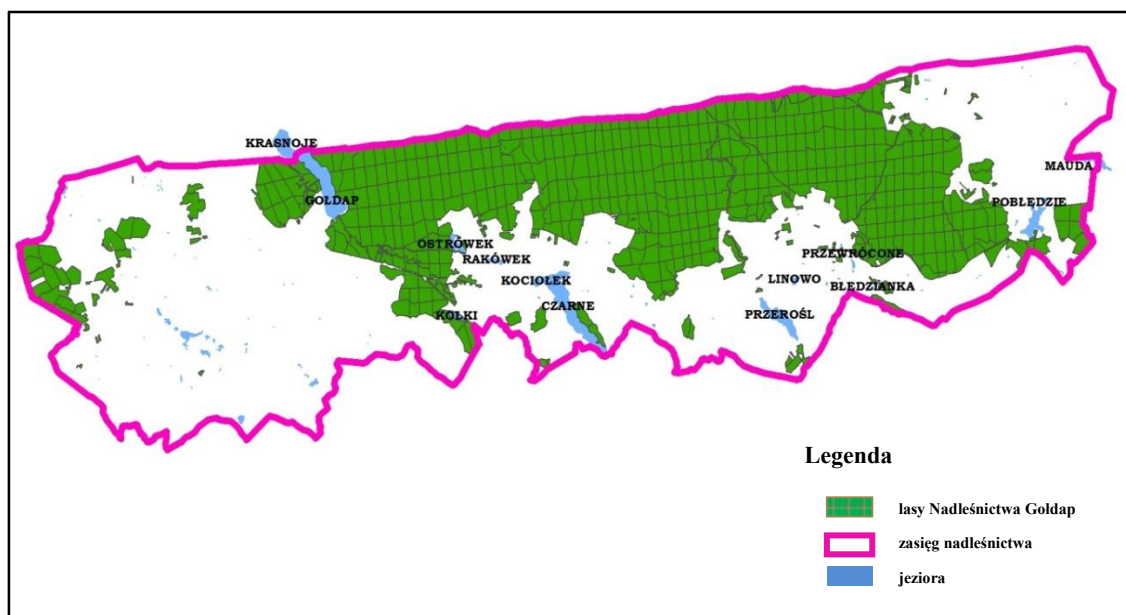 KRASNOJE
GOŁDAP
MAUDA
POBŁĘDZIE
OSTRÓWEK
RAKÓWEK
KOCIOŁEK
CZARNE
KOŁKI
PRZEWRÓCONE
LINOWO
BŁĘDZIANKA
PRZEROŚL
Legenda
lasy Nadleśnictwa Gołdap
zasięg nadleśnictwa
jeziora